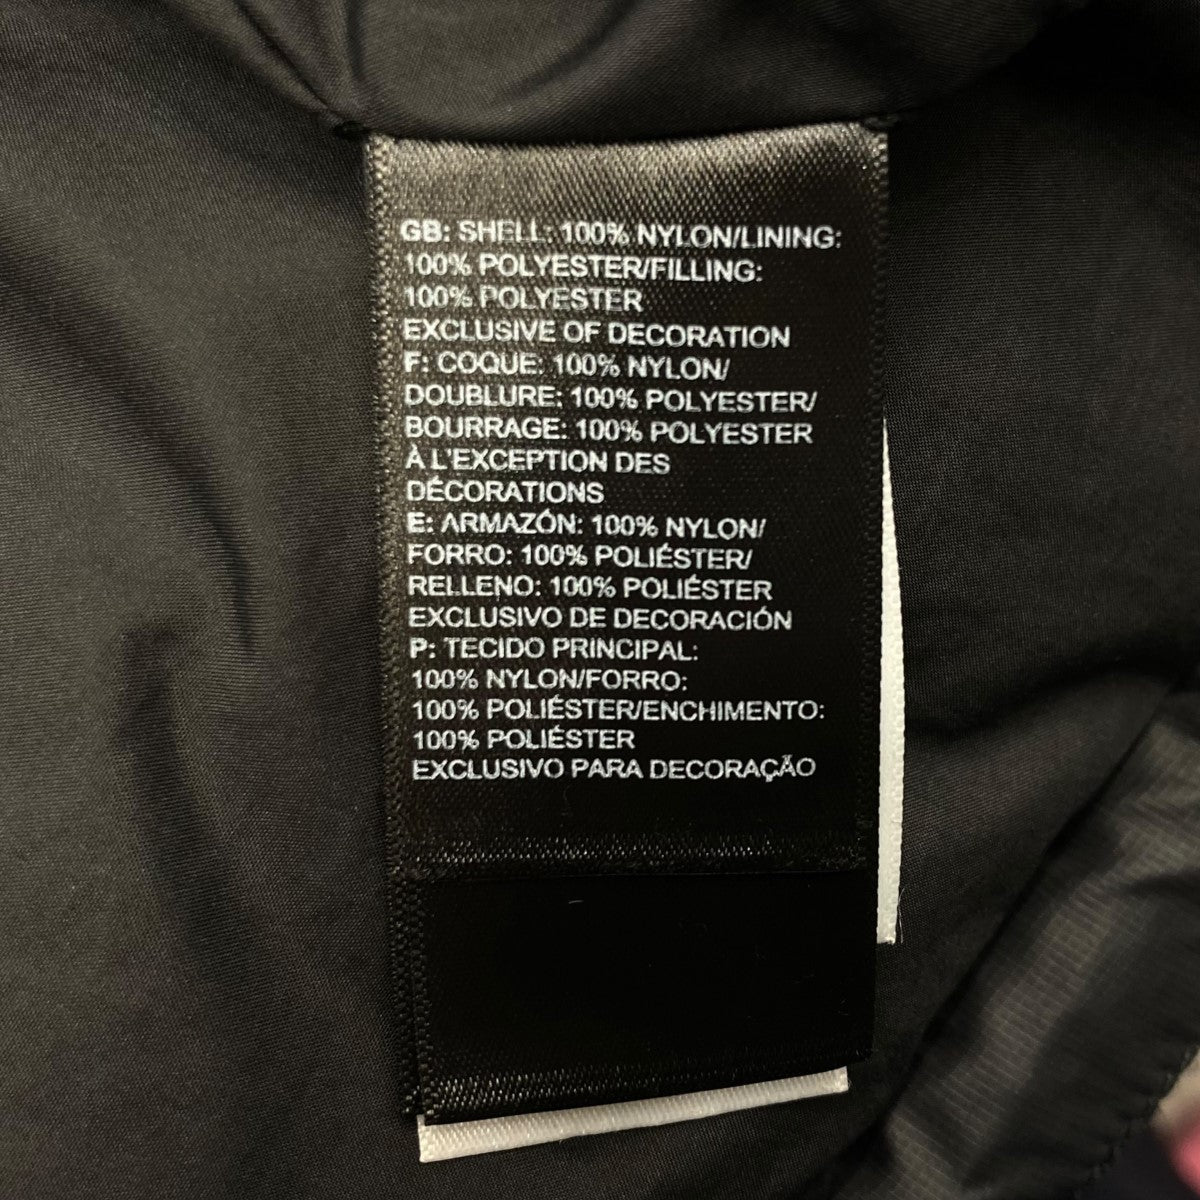 GB: SHELL: 100% NYLON/LINING:
100% POLYESTER/FILLING:
100% POLYESTER
EXCLUSIVE OF DECORATION
F: COQUE: 100% NYLON/
DOUBLURE: 100% POLYESTER/
BOURRAGE: 100% POLYESTER
À L'EXCEPTION DES
DÉCORATIONS
E: ARMAZÓN: 100% NYLON/
FORRO: 100% POLIÉSTER/
RELLENO: 100% POLIÉSTER
EXCLUSIVO DE DECORACIÓN
P: TECIDO PRINCIPAL:
100% NYLON/FORRO:
100% POLIÉSTER/ENCHIMENTO:
100% POLIÉSTER
EXCLUSIVO PARA DECORAÇÃO